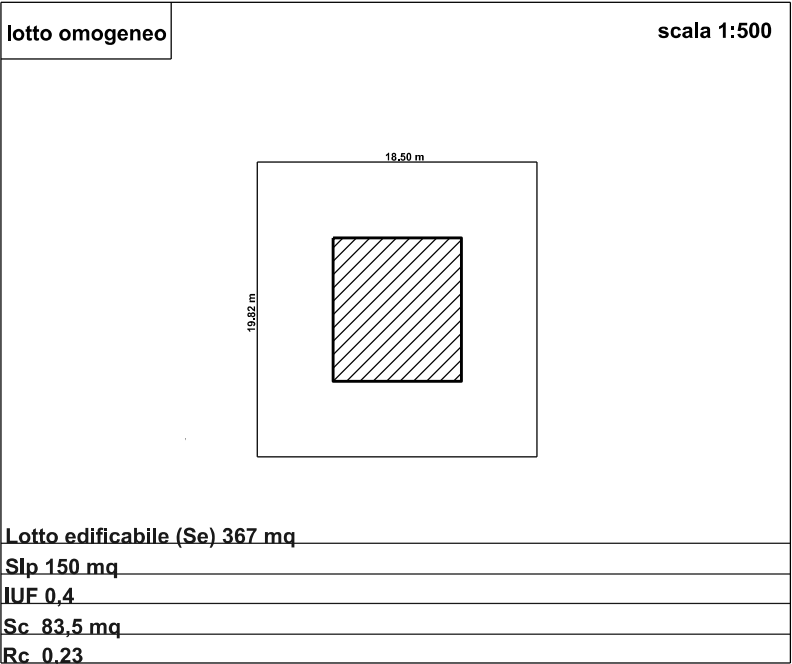 lotto omogeneo
scala 1:500
18.50 m
19.82 m
Lotto edificabile (Se) 367 mq
Slp 150 mq
IUF 0,4
Sc 83,5 mq
Rc 0,23